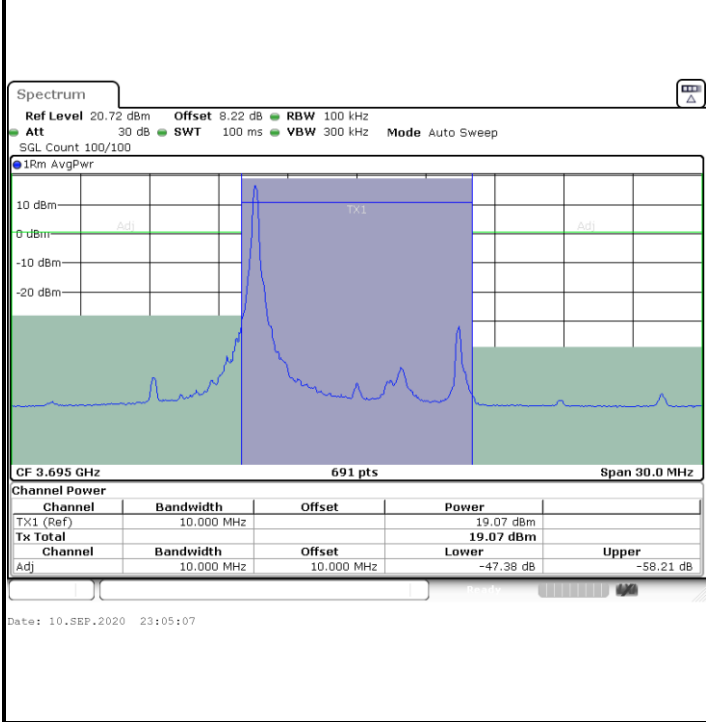 Spectrum
Ref Level 20.72 dBm Offset 8.22 dB RBW 100 kHz
Att 30 dB SWT 100 ms VBW 300 kHz Mode Auto Sweep
SGL Count 100/100
1Rm AvgPwr
10 dBm
TX1
Adj
Adj
0 dBm
-10 dBm
-20 dBm
CF 3.695 GHz 691 pts Span 30.0 MHz
Channel Power
Channel Bandwidth Offset Power
TX1 (Ref) 10.000 MHz 19.07 dBm
Tx Total 19.07 dBm
Channel Bandwidth Offset Lower Upper
Adj 10.000 MHz 10.000 MHz -47.38 dB -58.21 dB
Ready
Date: 10.SEP.2020 23:05:07